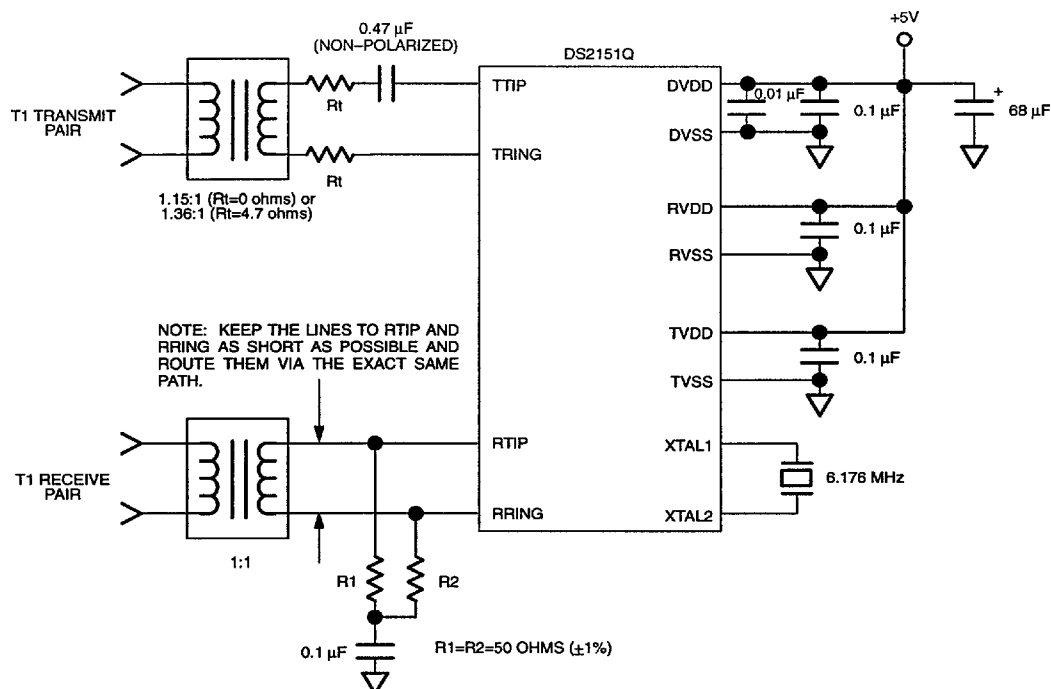 +5V
0.47 µF
(NON–POLARIZED)
DS2151Q
TTIP
DVDD
0.01 µF
0.1 µF
+
68 µF
Rt
T1 TRANSMIT
PAIR
DVSS
TRING
Rt
1.15:1 (Rt=0 ohms) or
1.36:1 (Rt=4.7 ohms)
RVDD
0.1 µF
RVSS
NOTE: KEEP THE LINES TO RTIP AND
RRING AS SHORT AS POSSIBLE AND
ROUTE THEM VIA THE EXACT SAME
PATH.
TVDD
0.1 µF
TVSS
RTIP
XTAL1
T1 RECEIVE
PAIR
6.176 MHz
RRING
XTAL2
1:1
R1
R2
0.1 µF
R1=R2=50 OHMS (±1%)